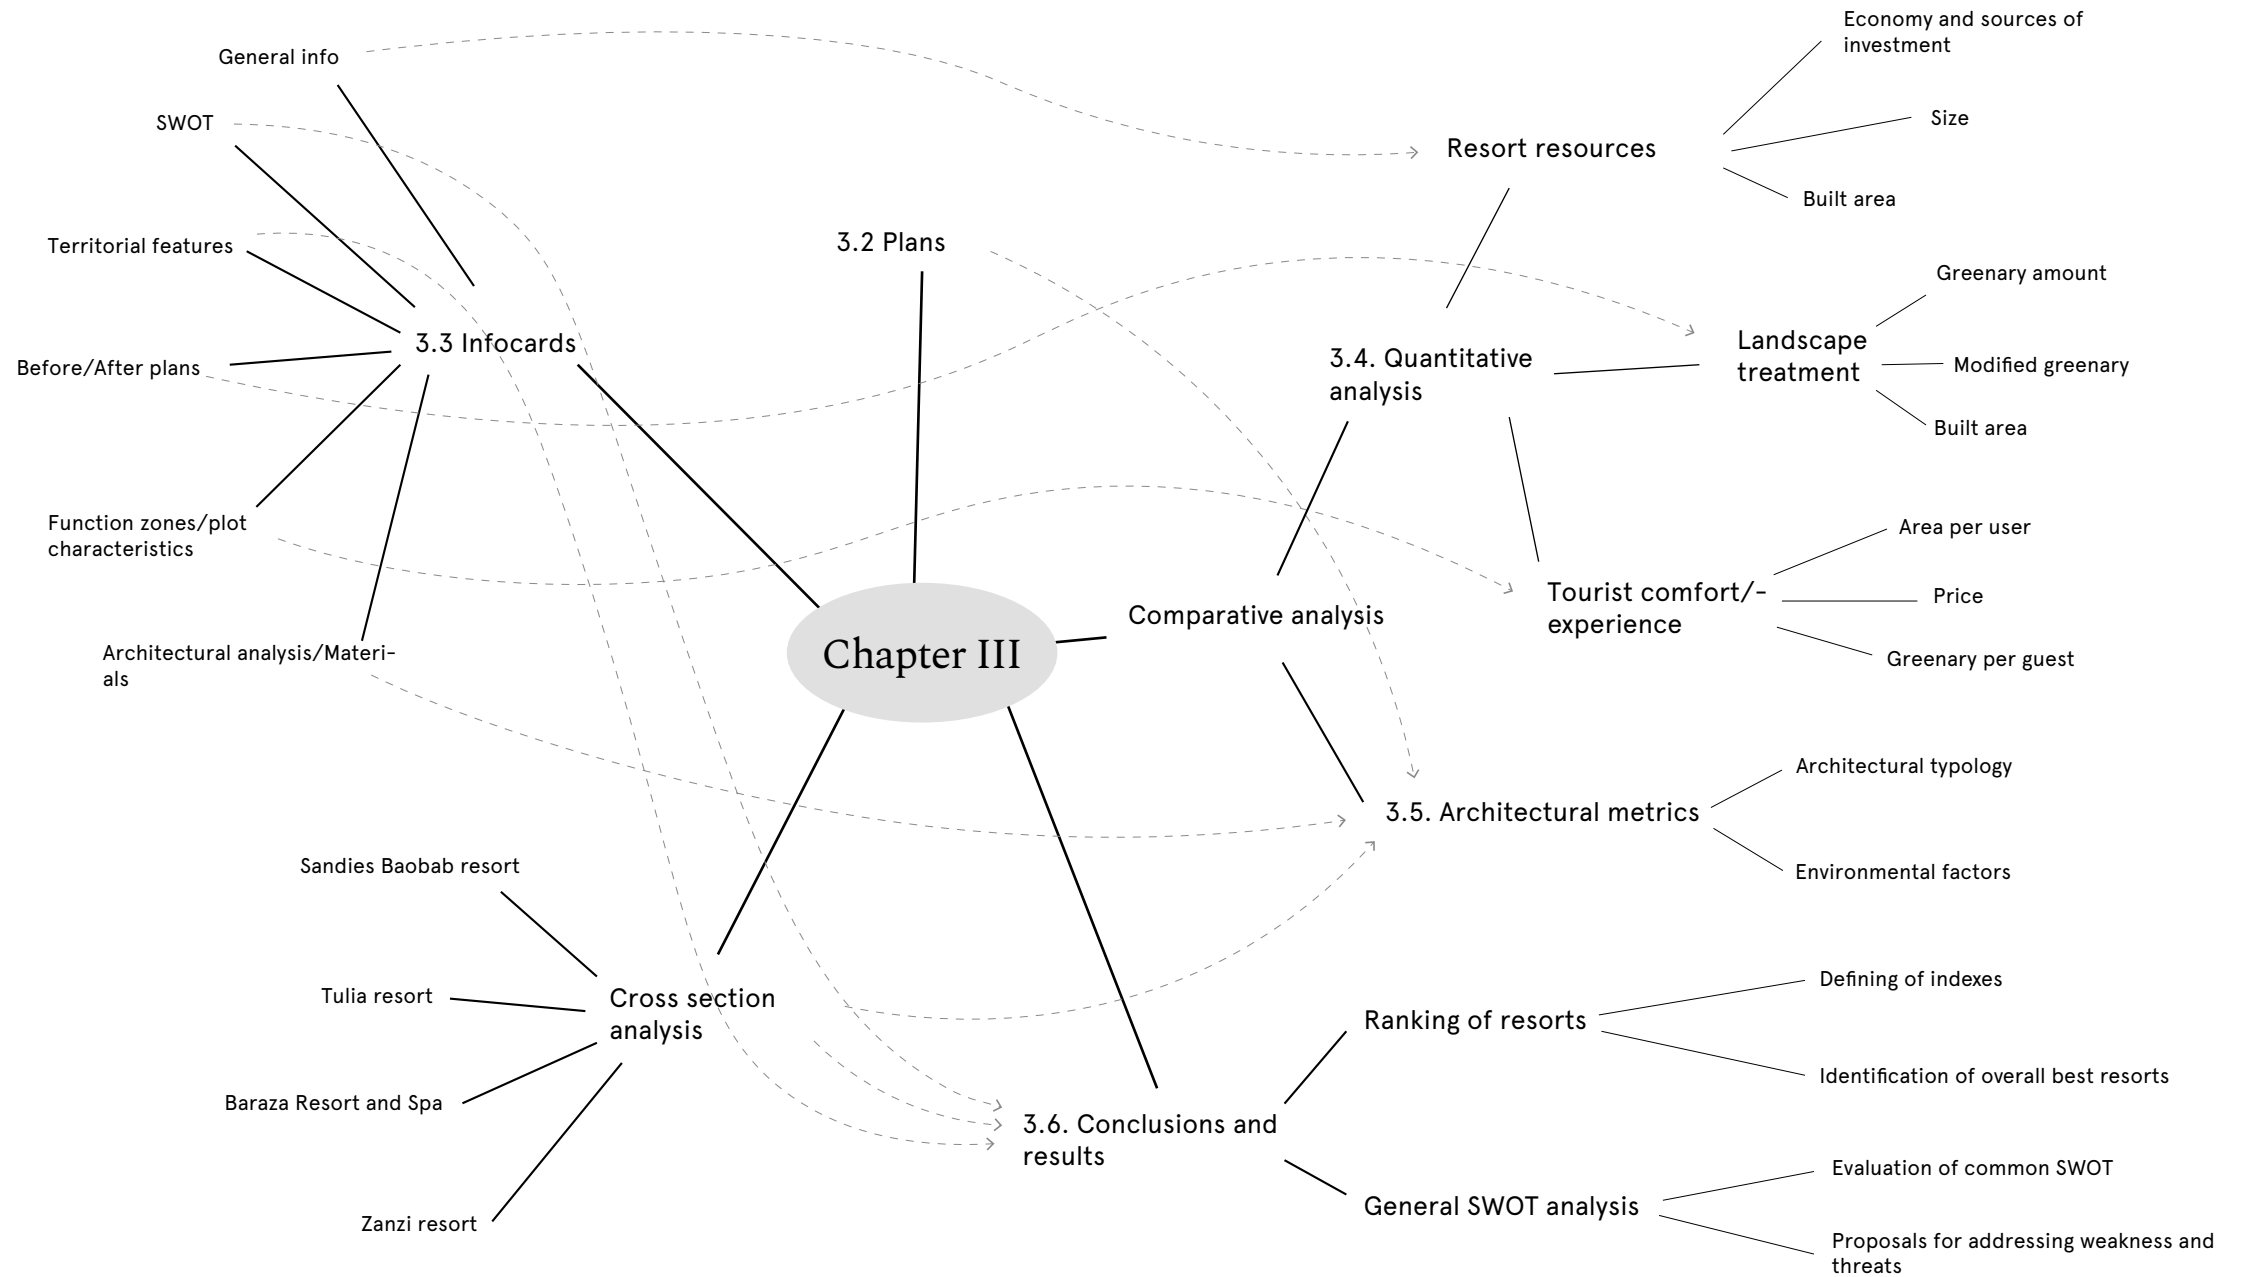 General info
SWOT
Territorial features
3.3 Infocards
Before/After plans
Function zones/plot
characteristics
Architectural analysis/Materi-
als
3.2 Plans
Chapter III
Comparative analysis
3.4. Quantitative
analysis
Resort resources
Economy and sources of
investment
Size
Built area
Landscape
treatment
Greenary amount
Modified greenary
Built area
Tourist comfort/-
experience
Area per user
Price
Greenary per guest
3.5. Architectural metrics
Architectural typology
Environmental factors
Sandies Baobab resort
Tulia resort
Cross section
analysis
Baraza Resort and Spa
Zanzi resort
3.6. Conclusions and
results
Ranking of resorts
Defining of indexes
Identification of overall best resorts
General SWOT analysis
Evaluation of common SWOT
Proposals for addressing weakness and
threats